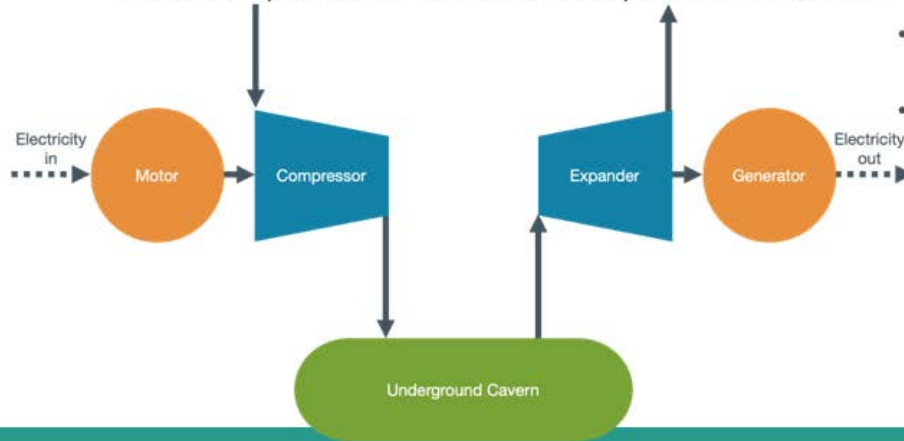 Electricity
in
Motor
Compressor
Expander
Generator
Electricity
out
Underground Cavern